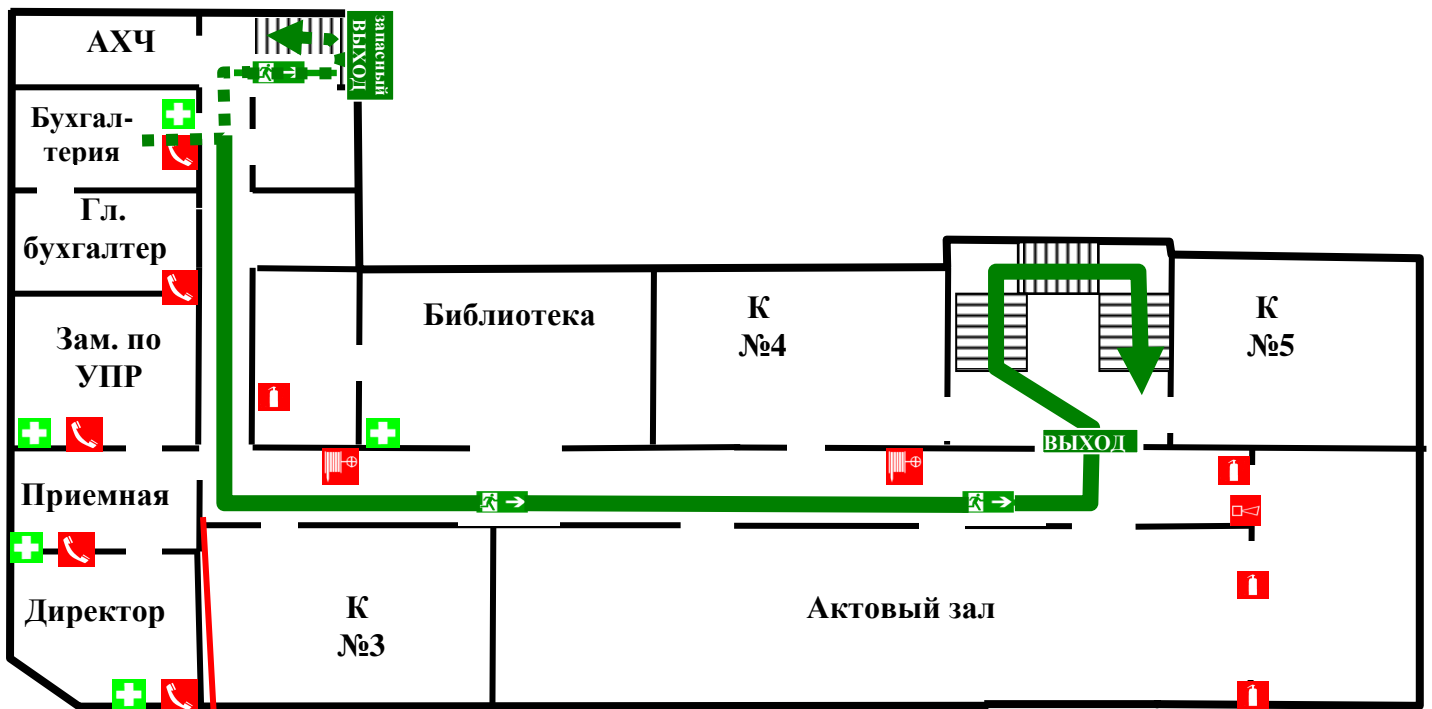 АХЧ
запасный
ВЫХОД
Бухгал-
терия
Гл.
бухгалтер
Зам. по
УПР
Библиотека
К
№4
К
№5
ВЫХОД
Приемная
Директор
К
№3
Актовый зал